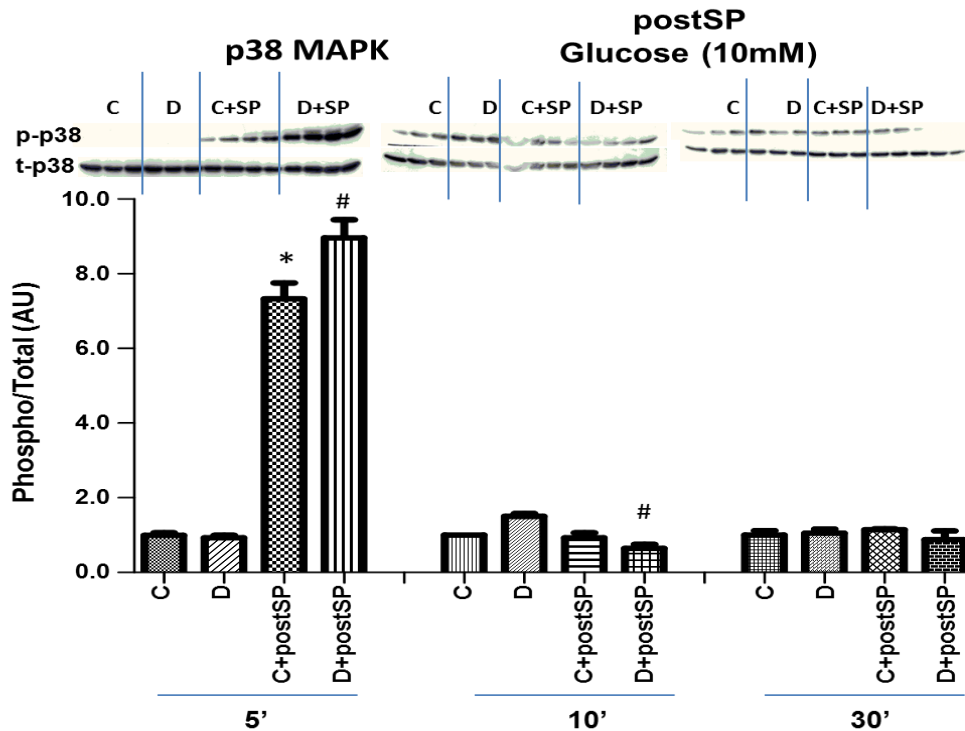 p38 MAPK
postSP
Glucose (10mM)
C D C+SP D+SP
C D C+SP D+SP
C D C+SP D+SP
p-p38
t-p38
Phospho/Total (AU)
10.0
8.0
6.0
4.0
2.0
0.0
* #
#
C D C+postSP D+postSP
C D C+postSP D+postSP
C D C+postSP D+postSP
5’ 10’ 30’